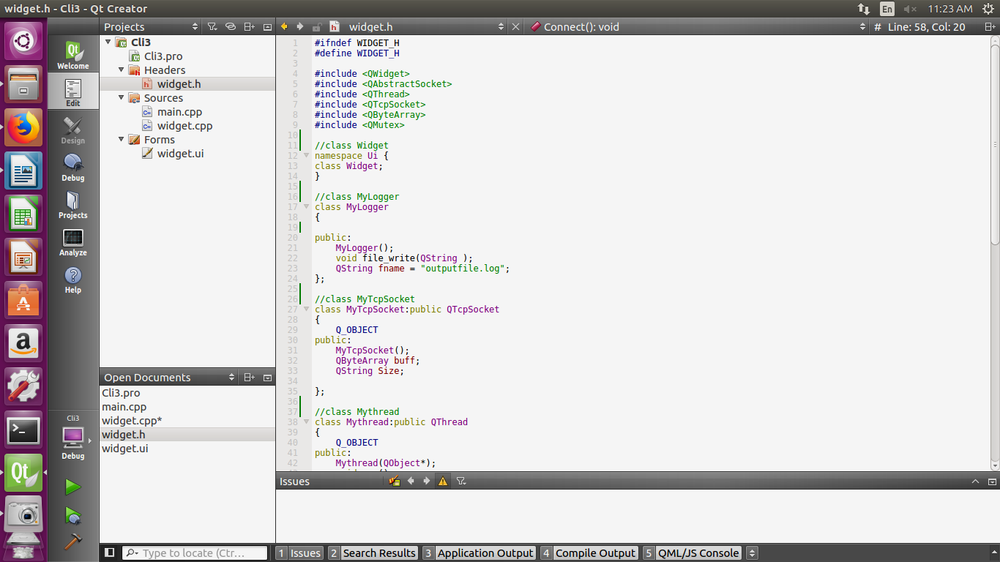 widget.h - Cli3 - Qt Creator
En
11:23 AM
Projects
widget.h
Connect(): void
# Line: 58, Col: 20
Qt
Welcome
Edit
Design
Debug
Projects
Analyze
Help
Cli3
Debug
Cli3
Cli3.pro
Headers
widget.h
Sources
main.cpp
widget.cpp
Forms
widget.ui
Open Documents
Cli3.pro
main.cpp
widget.cpp*
widget.h
widget.ui
1 #ifndef WIDGET_H
2 #define WIDGET_H
3
4 #include <QWidget>
5 #include <QAbstractSocket>
6 #include <QThread>
7 #include <QTcpSocket>
8 #include <QByteArray>
9 #include <QMutex>
10
11 //class Widget
12 namespace Ui {
13 class Widget;
14 }
15
16 //class MyLogger
17 class MyLogger
18 {
19
20 public:
21 MyLogger();
22 void file_write(QString );
23 QString fname = "outputfile.log";
24 };
25
26 //class MyTcpSocket
27 class MyTcpSocket:public QTcpSocket
28 {
29 Q_OBJECT
30 public:
31 MyTcpSocket();
32 QByteArray buff;
33 QString Size;
34
35 };
36
37 //class Mythread
38 class Mythread:public QThread
39 {
40 Q_OBJECT
41 public:
42 Mythread(QObject*);
Issues
Type to locate (Ctr...
1 Issues
2 Search Results
3 Application Output
4 Compile Output
5 QML/JS Console